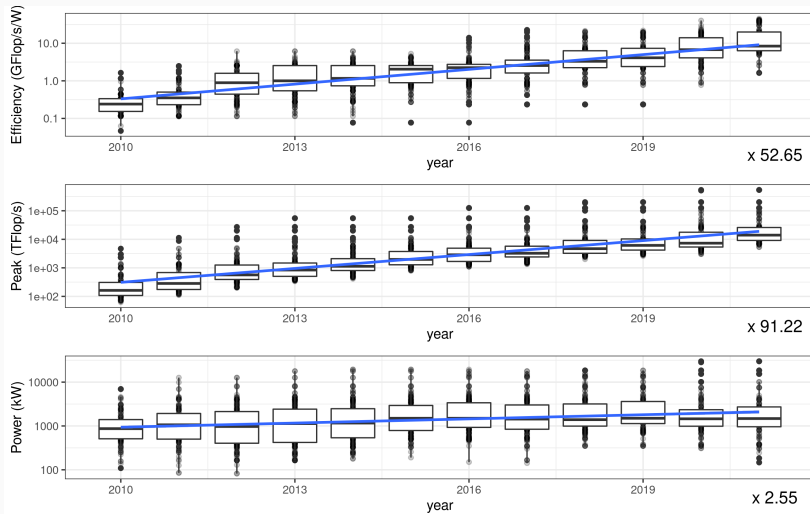 Efficiency (GFlop/s/W)
10.0
1.0
0.1
2010 2013 2016 2019
year
x 52.65
Peak (TFlop/s)
1e+05
1e+04
1e+03
1e+02
2010 2013 2016 2019
year
x 91.22
Power (kW)
10000
1000
100
2010 2013 2016 2019
year
x 2.55